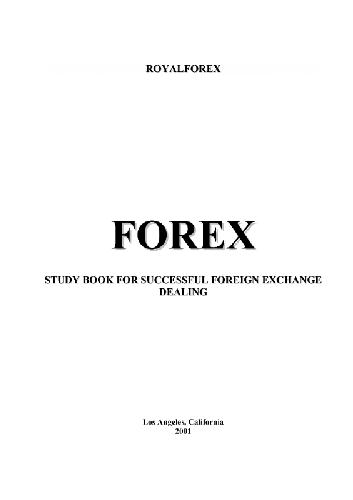 ROYALFOREX
FOREX
STUDY BOOK FOR SUCCESSFUL FOREIGN EXCHANGE
DEALING
Los Angeles, California
2001